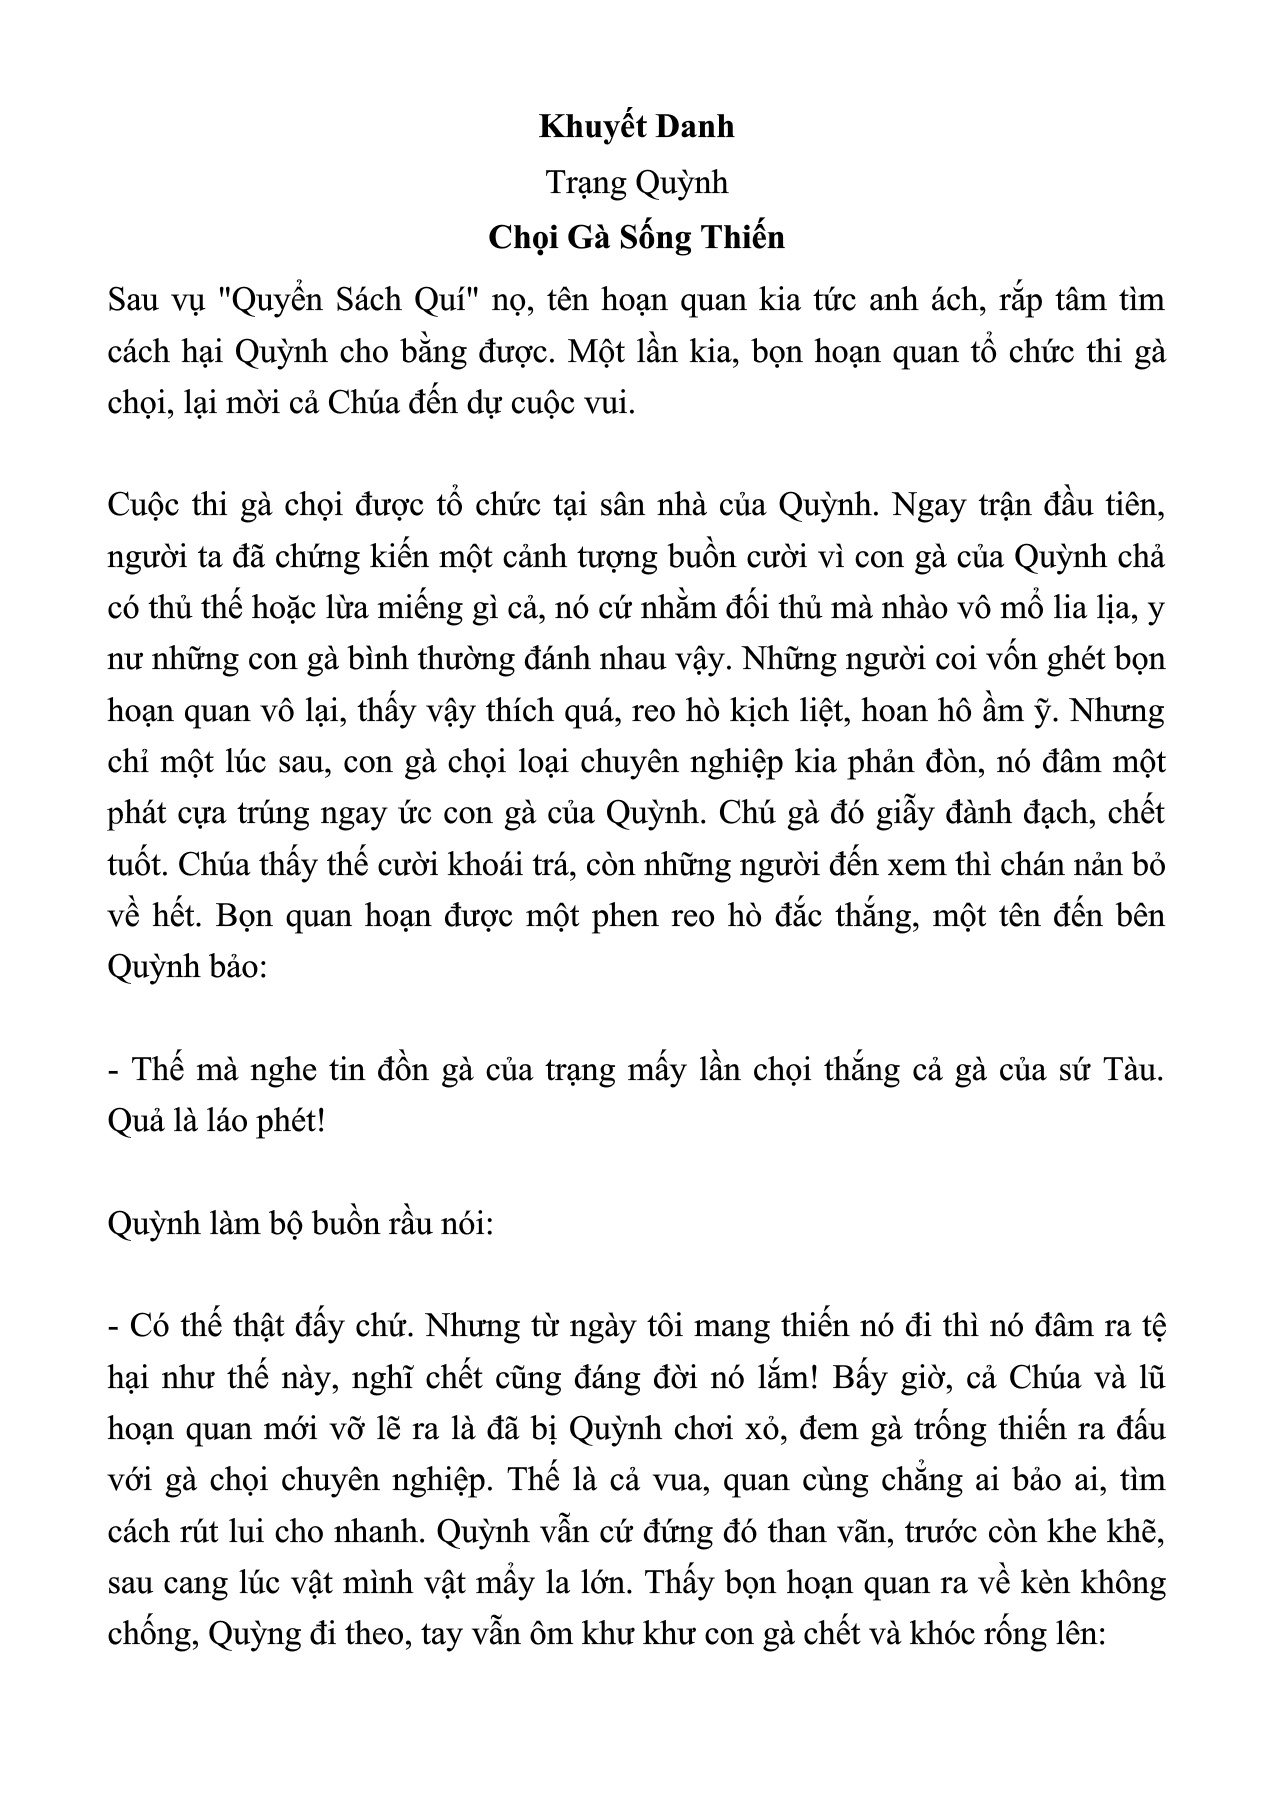 Khuyết Danh
Trạng Quỳnh
Chọi Gà Sống Thiến
Sau vụ "Quyển Sách Quí" nọ, tên hoạn quan kia tức anh ách, rắp tâm tìm
cách hại Quỳnh cho bằng được. Một lần kia, bọn hoạn quan tổ chức thi gà
chọi, lại mời cả Chúa đến dự cuộc vui.
Cuộc thi gà chọi được tổ chức tại sân nhà của Quỳnh. Ngay trận đầu tiên,
người ta đã chứng kiến một cảnh tượng buồn cười vì con gà của Quỳnh chả
có thủ thế hoặc lừa miếng gì cả, nó cứ nhằm đối thủ mà nhào vô mổ lia lịa, y
nư những con gà bình thường đánh nhau vậy. Những người coi vốn ghét bọn
hoạn quan vô lại, thấy vậy thích quá, reo hò kịch liệt, hoan hô ầm ỹ. Nhưng
chỉ một lúc sau, con gà chọi loại chuyên nghiệp kia phản đòn, nó đâm một
phát cựa trúng ngay ức con gà của Quỳnh. Chú gà đó giẫy đành đạch, chết
tuốt. Chúa thấy thế cười khoái trá, còn những người đến xem thì chán nản bỏ
về hết. Bọn quan hoạn được một phen reo hò đắc thắng, một tên đến bên
Quỳnh bảo:
- Thế mà nghe tin đồn gà của trạng mấy lần chọi thắng cả gà của sứ Tàu.
Quả là láo phét!
Quỳnh làm bộ buồn rầu nói:
- Có thế thật đấy chứ. Nhưng từ ngày tôi mang thiến nó đi thì nó đâm ra tệ
hại như thế này, nghĩ chết cũng đáng đời nó lắm! Bấy giờ, cả Chúa và lũ
hoạn quan mới vỡ lẽ ra là đã bị Quỳnh chơi xỏ, đem gà trống thiến ra đấu
với gà chọi chuyên nghiệp. Thế là cả vua, quan cùng chẳng ai bảo ai, tìm
cách rút lui cho nhanh. Quỳnh vẫn cứ đứng đó than vãn, trước còn khe khẽ,
sau cang lúc vật mình vật mẩy la lớn. Thấy bọn hoạn quan ra về kèn không
chống, Quỳng đi theo, tay vẫn ôm khư khư con gà chết và khóc rống lên: